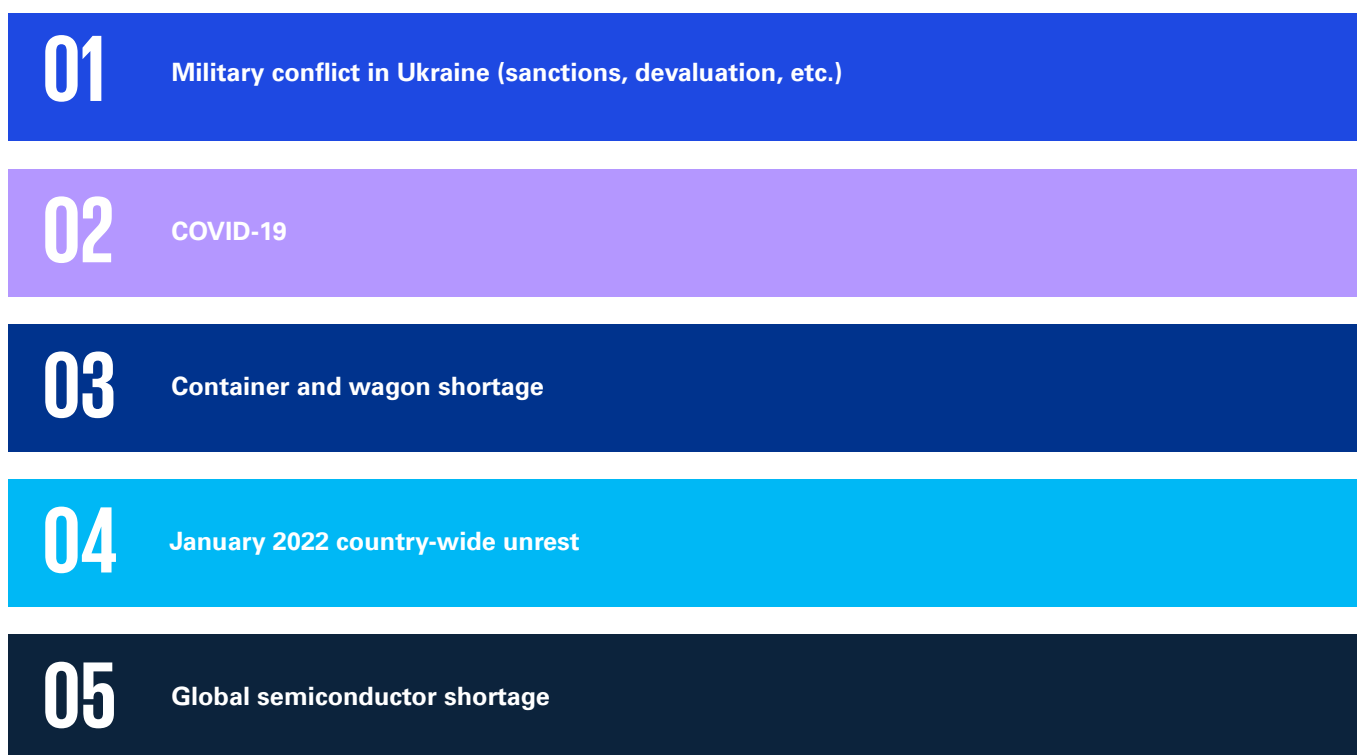 01
Military conflict in Ukraine (sanctions, devaluation, etc.)
02
COVID-19
03
Container and wagon shortage
04
January 2022 country-wide unrest
05
Global semiconductor shortage